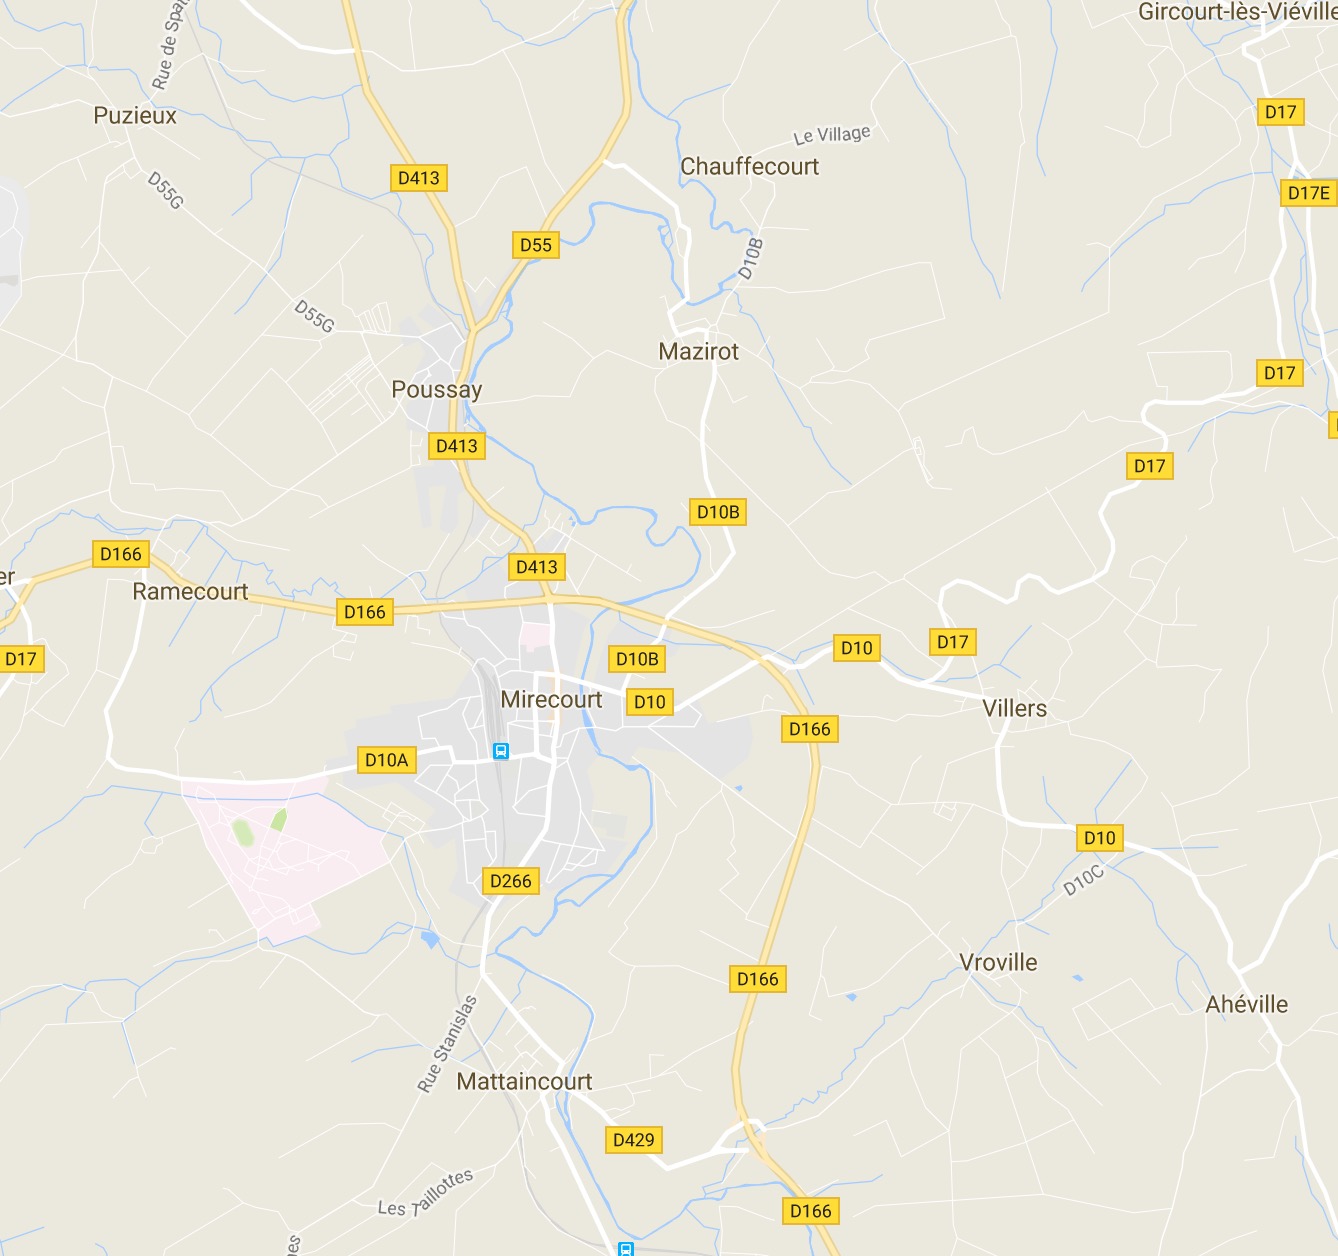 Gircourt-lès-Viéville
Rue de Spa
Puzieux
D17
Le Village
Chauffecourt
D413
D55G
D17E
D55
D10B
D55G
Mazirot
D17
Poussay
D413
D17
D10B
D166
D413
er
Ramecourt
D166
D17
D10B
D10
D17
Mirecourt
D10
Villers
D166
D10A
D10
D266
D10C
Vroville
D166
Ahéville
Rue Stanislas
Mattaincourt
D429
Les Taillottes
D166
nes